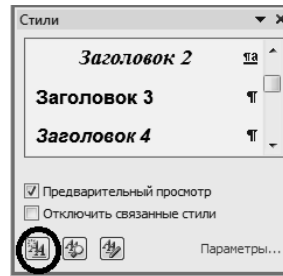 Стили
Заголовок 2
Заголовок 3
Заголовок 4
Предварительный просмотр
Отключить связанные стили
Параметры...